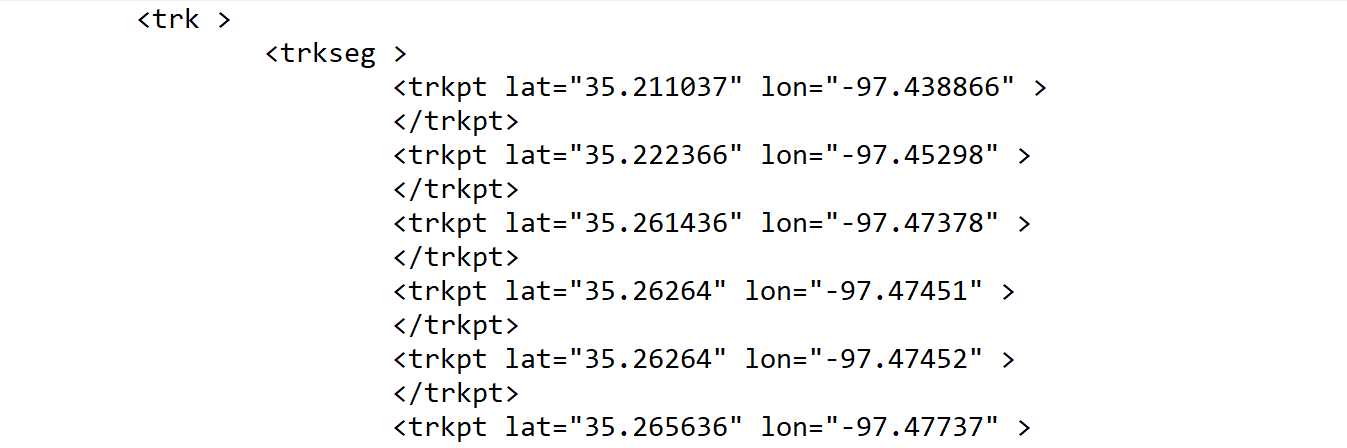 <trk >
<trkseg >
<trkpt lat="35.211037" lon="-97.438866" >
</trkpt>
<trkpt lat="35.222366" lon="-97.45298" >
</trkpt>
<trkpt lat="35.261436" lon="-97.47378" >
</trkpt>
<trkpt lat="35.26264" lon="-97.47451" >
</trkpt>
<trkpt lat="35.26264" lon="-97.47452" >
</trkpt>
<trkpt lat="35.265636" lon="-97.47737" >